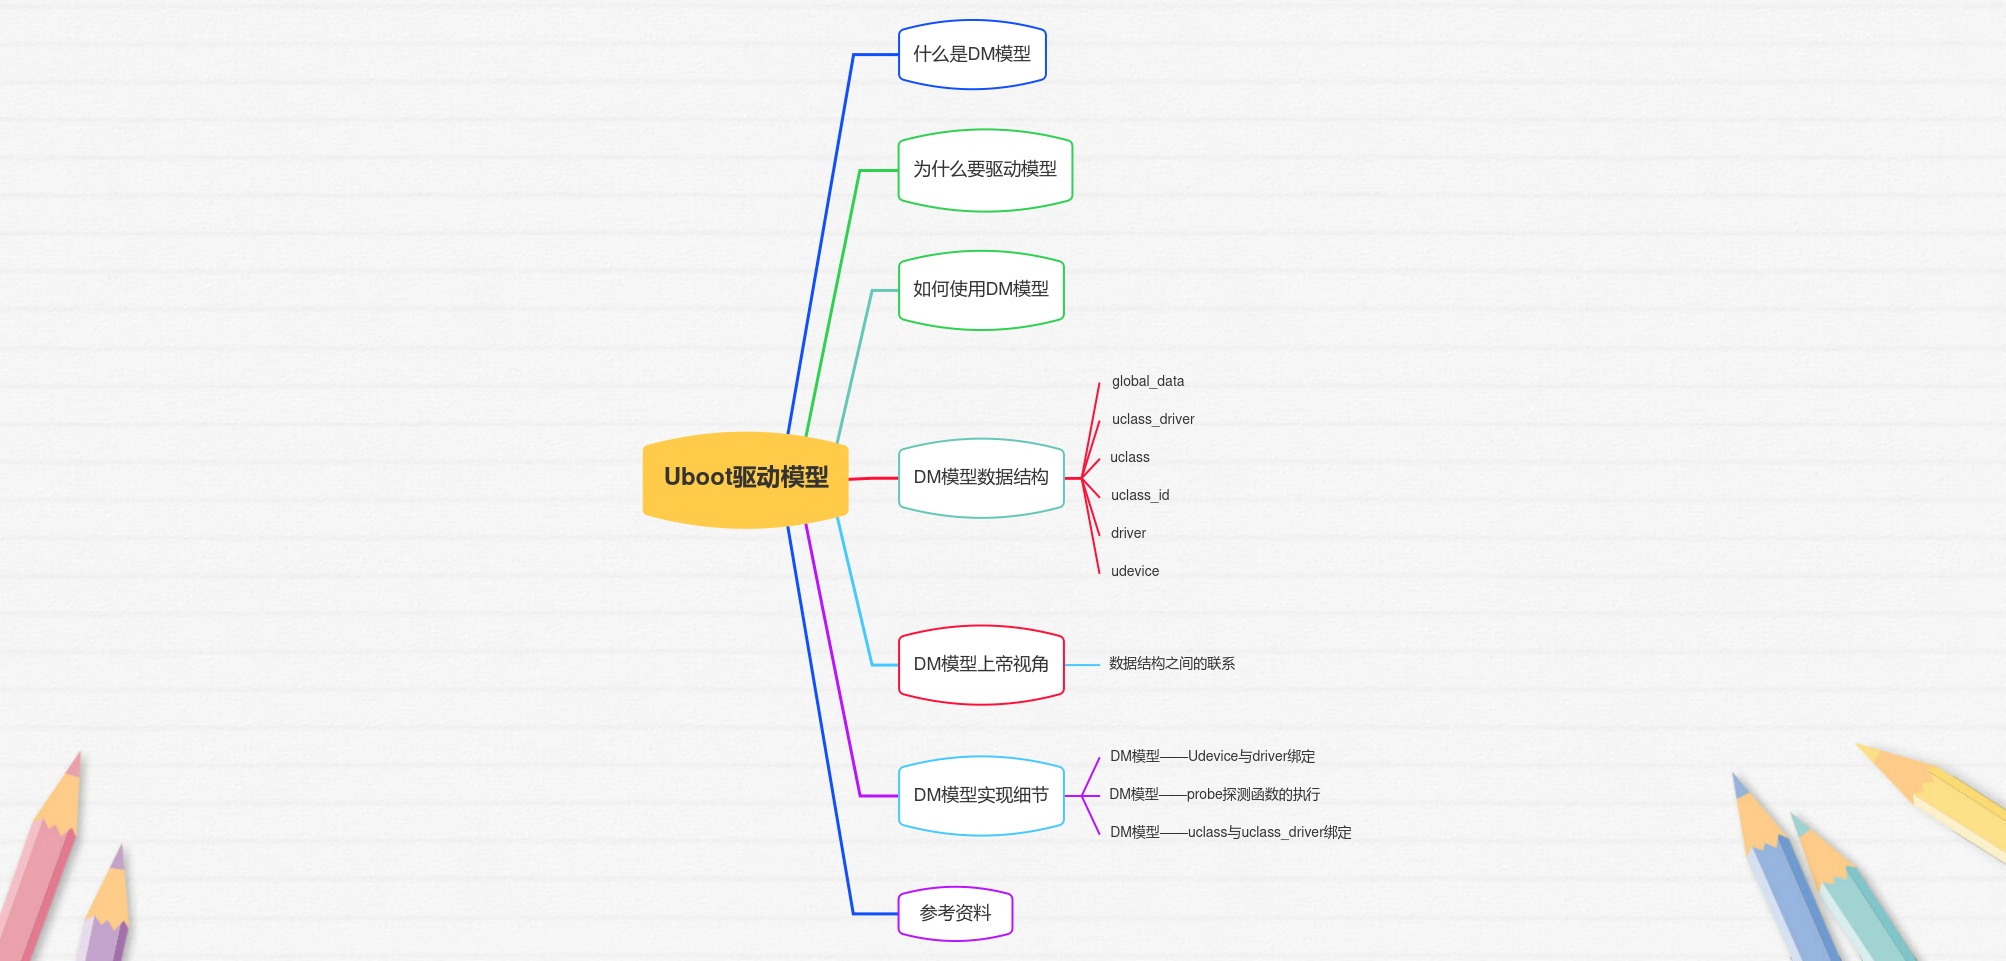 什么是DM模型
为什么要驱动模型
如何使用DM模型
Uboot驱动模型
DM模型数据结构
global_data
uclass_driver
uclass
uclass_id
driver
udevice
DM模型上帝视角
数据结构之间的联系
DM模型实现细节
DM模型——Udevice与driver绑定
DM模型——probe探测函数的执行
DM模型——uclass与uclass_driver绑定
参考资料